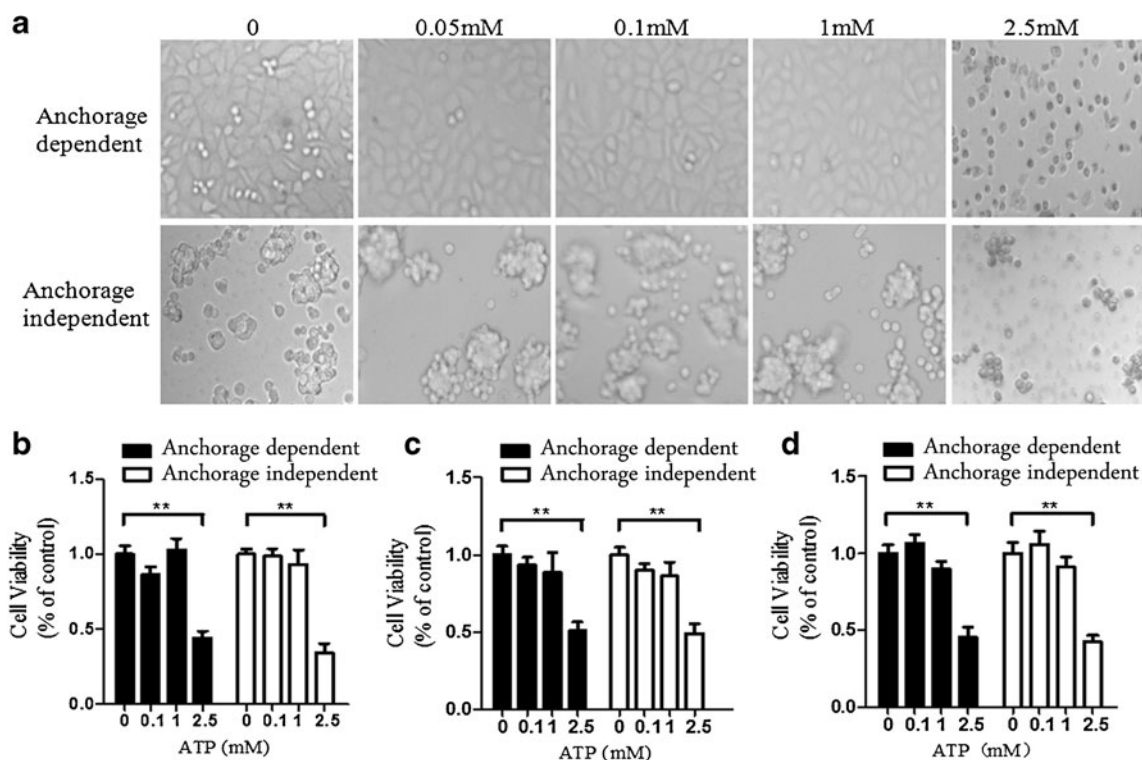 a
0 0.05mM 0.1mM 1mM 2.5mM
Anchorage
dependent
Anchorage
independent
b
Anchorage dependent
Anchorage independent
Cell Viability
(% of control)
1.5
1.0
0.5
0.0
** **
0 0.1 1 2.5 0 0.1 1 2.5
ATP (mM)
c
Anchorage dependent
Anchorage independent
Cell Viability
(% of control)
1.5
1.0
0.5
0.0
** **
0 0.1 1 2.5 0 0.1 1 2.5
ATP (mM)
d
Anchorage dependent
Anchorage independent
Cell Viability
(% of control)
1.5
1.0
0.5
0.0
** **
0 0.1 1 2.5 0 0.1 1 2.5
ATP （mM）